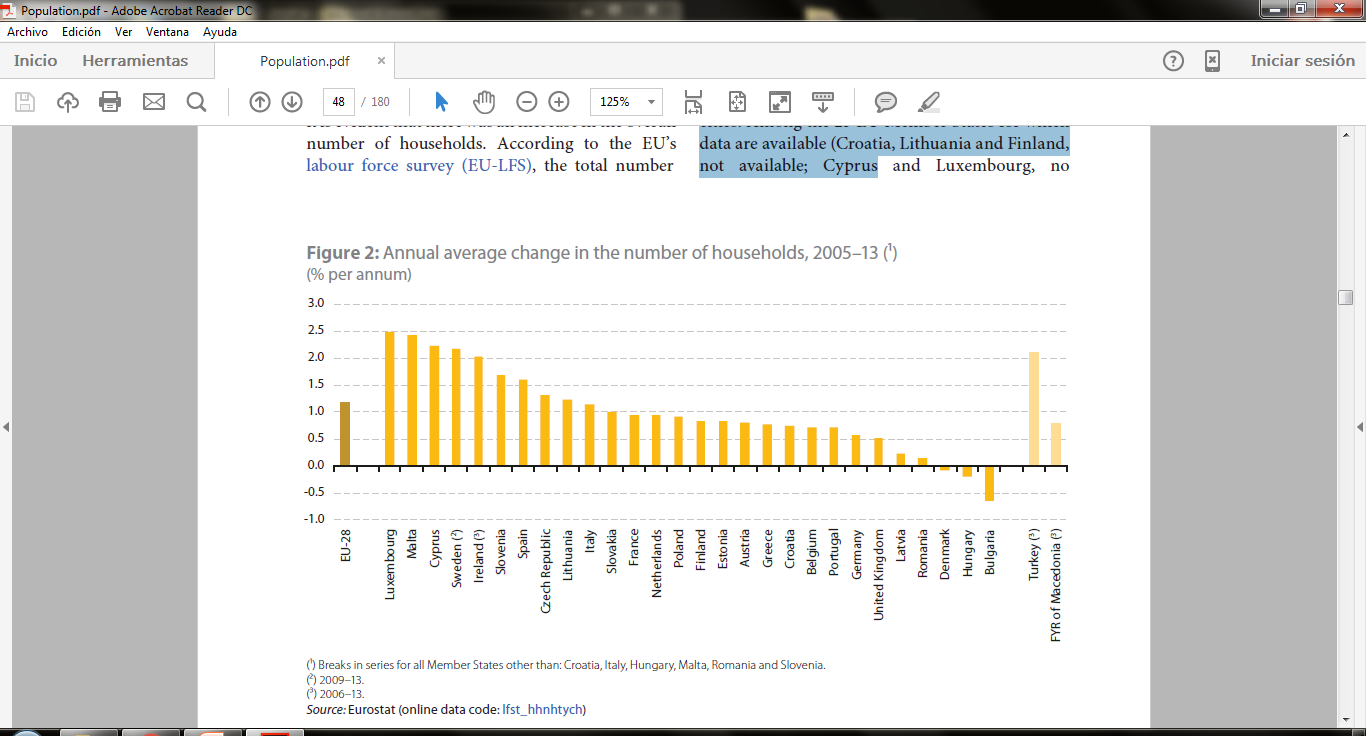 Population.pdf - Adobe Acrobat Reader DC
Archivo Edición Ver Ventana Ayuda
Inicio Herramientas Population.pdf × Iniciar sesión
48 / 180 125%
number of households. According to the EU's
labour force survey (EU-LFS), the total number
data are available (Croatia, Lithuania and Finland,
not available; Cyprus and Luxembourg, no
Figure 2: Annual average change in the number of households, 2005–13 (¹)
(% per annum)
3.0
2.5
2.0
1.5
1.0
0.5
0.0
-0.5
-1.0
EU-28
Luxembourg
Malta
Cyprus
Sweden (²)
Ireland (³)
Slovenia
Spain
Czech Republic
Lithuania
Italy
Slovakia
France
Netherlands
Poland
Finland
Estonia
Austria
Greece
Croatia
Belgium
Portugal
Germany
United Kingdom
Latvia
Romania
Denmark
Hungary
Bulgaria
Turkey (³)
FYR of Macedonia (³)
(¹) Breaks in series for all Member States other than: Croatia, Italy, Hungary, Malta, Romania and Slovenia.
(²) 2009–13.
(³) 2006–13.
Source: Eurostat (online data code: lfst_hhnhtych)